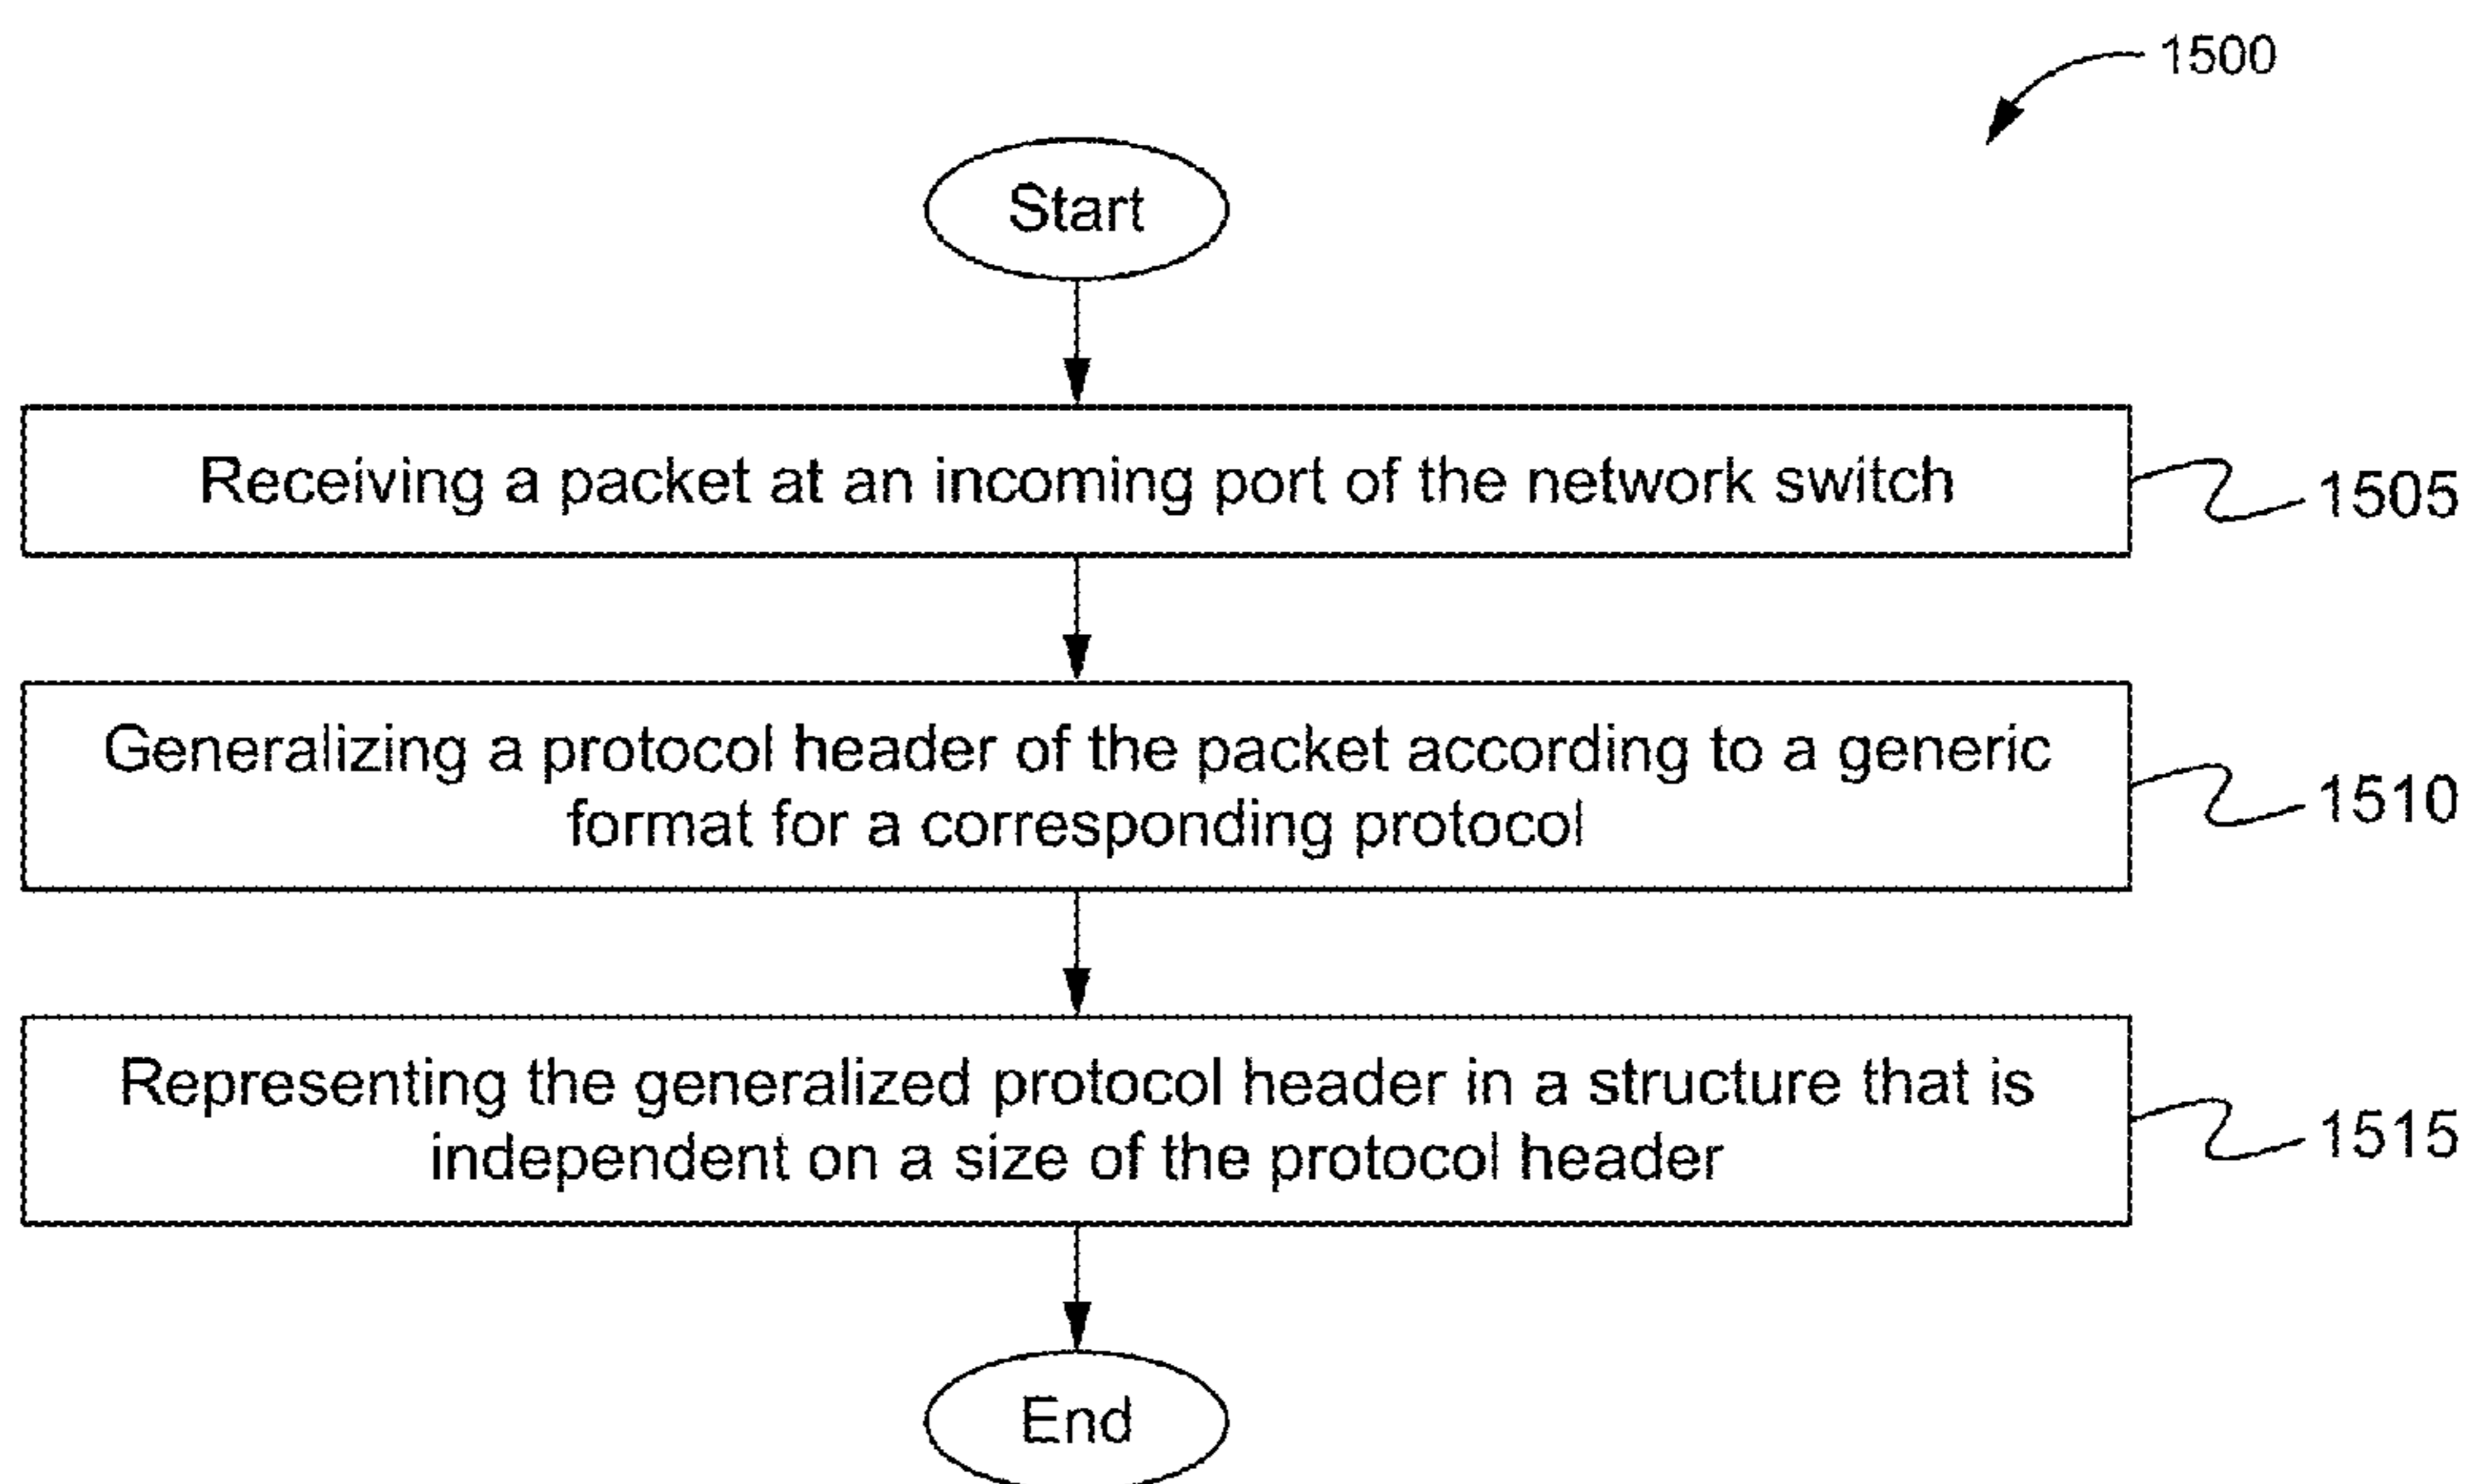 1500
Start
Receiving a packet at an incoming port of the network switch
1505
Generalizing a protocol header of the packet according to a generic
format for a corresponding protocol
1510
Representing the generalized protocol header in a structure that is
independent on a size of the protocol header
1515
End